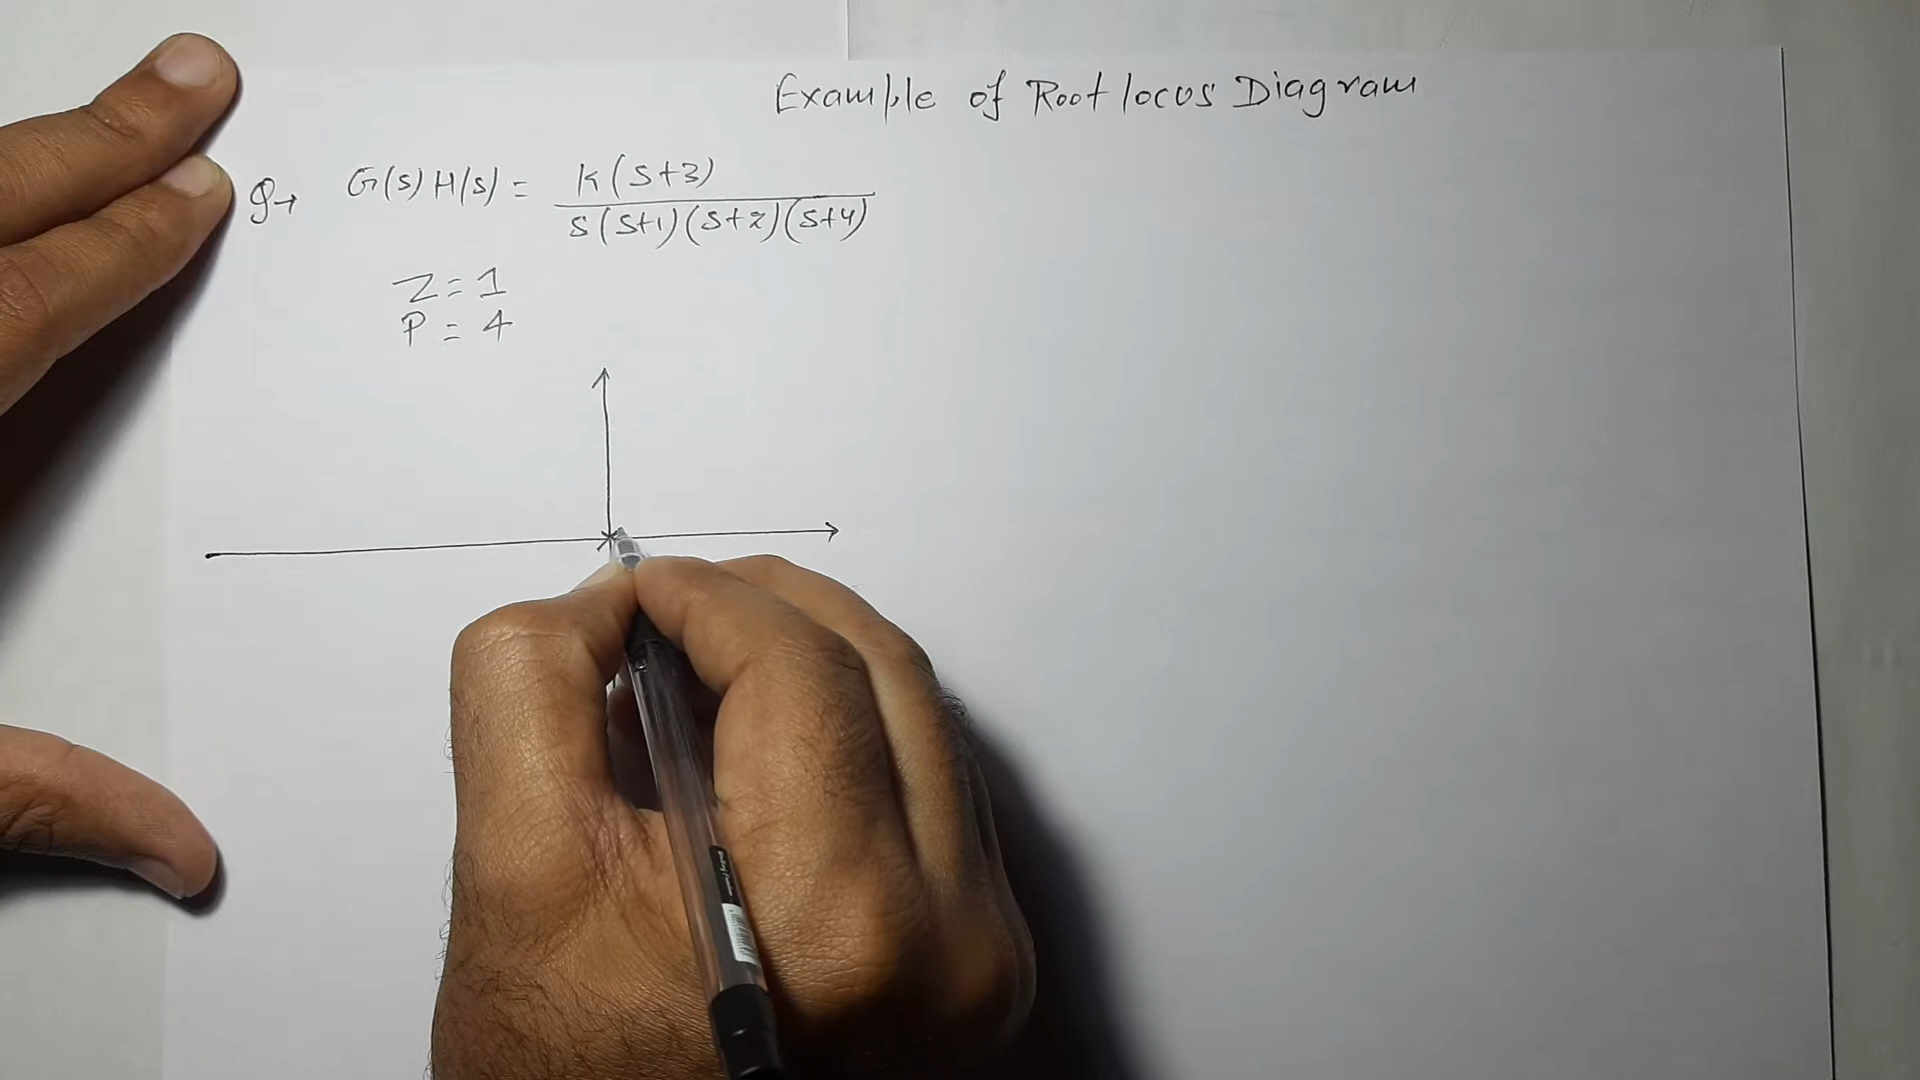 Example of Root locus Diagram
Q→ G(s) H(s) = K(s+3) / s(s+1)(s+2)(s+4)
Z = 1
P = 4